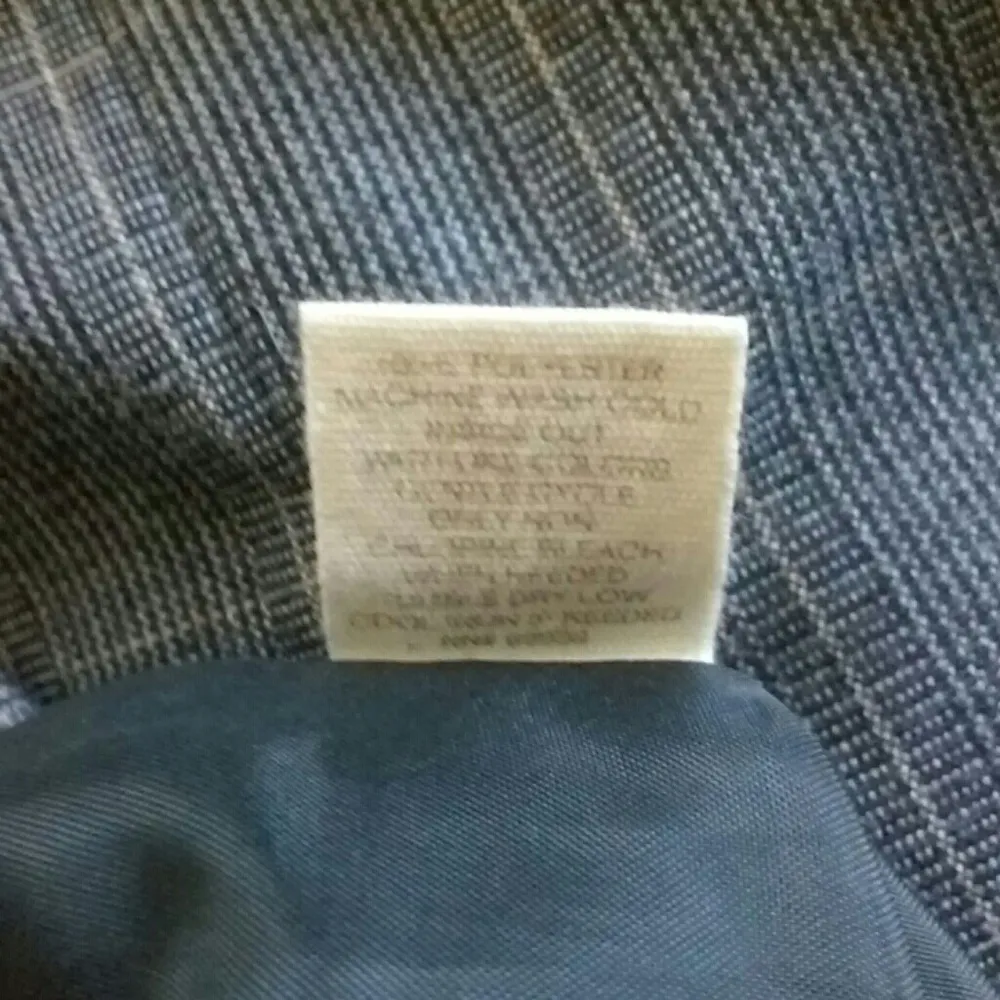 POLYESTER
MACHINE WASH COLD
INSIDE OUT
WITH LIKE COLORS
GENTLE CYCLE
ONLY NON
CHLORINE BLEACH
WHEN NEEDED
TUMBLE DRY LOW
COOL IRON IF NEEDED